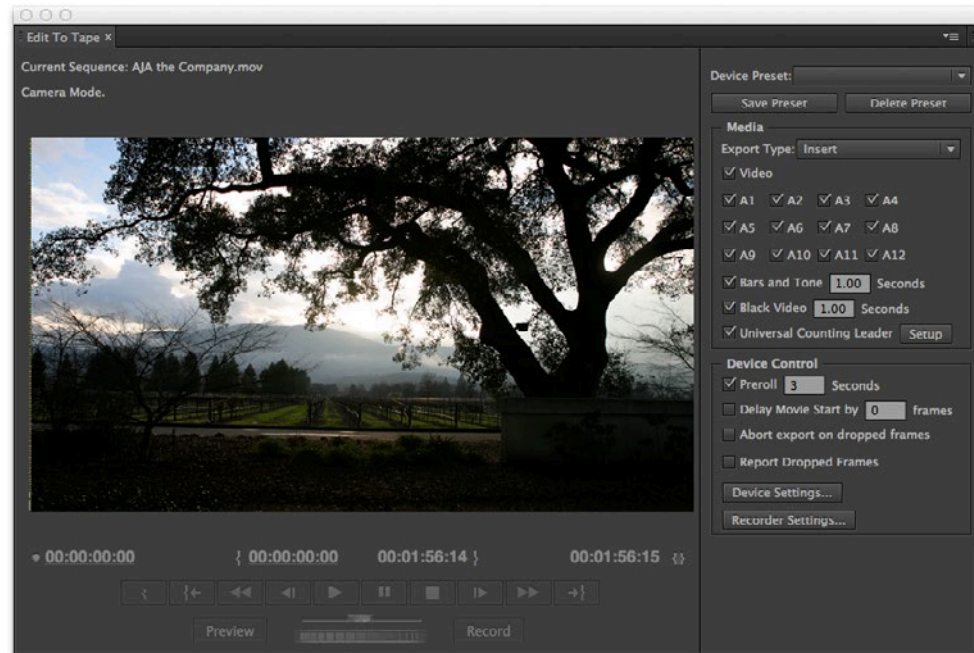 Edit To Tape ×
Current Sequence: AJA the Company.mov
Camera Mode.
00:00:00:00
{ 00:00:00:00
00:01:56:14 }
00:01:56:15 {}
Preview
Record
Device Preset:
Save Preset
Delete Preset
Media
Export Type: Insert
Video
A1 A2 A3 A4
A5 A6 A7 A8
A9 A10 A11 A12
Bars and Tone 1.00 Seconds
Black Video 1.00 Seconds
Universal Counting Leader Setup
Device Control
Preroll 3 Seconds
Delay Movie Start by 0 frames
Abort export on dropped frames
Report Dropped Frames
Device Settings...
Recorder Settings...